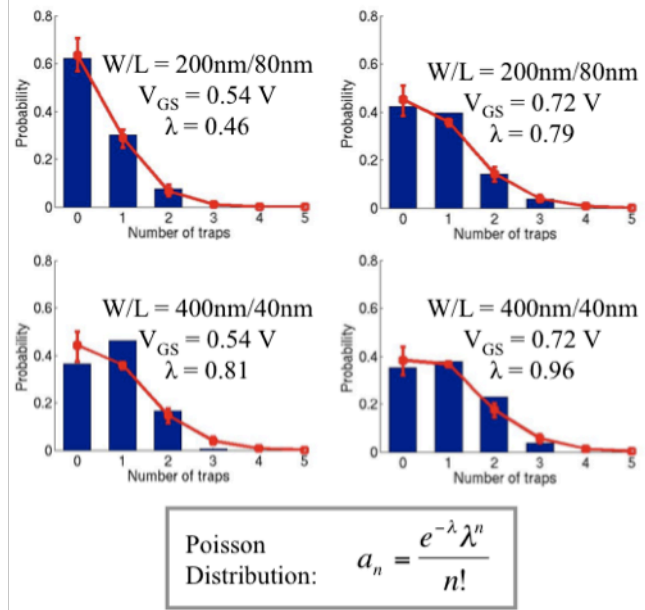 0.8
0.6
0.4
0.2
0
Probability
W/L = 200nm/80nm
V_GS = 0.54 V
λ = 0.46
0 1 2 3 4 5
Number of traps
0.8
0.6
0.4
0.2
0
Probability
W/L = 200nm/80nm
V_GS = 0.72 V
λ = 0.79
0 1 2 3 4 5
Number of traps
0.8
0.6
0.4
0.2
0
Probability
W/L = 400nm/40nm
V_GS = 0.54 V
λ = 0.81
0 1 2 3 4 5
Number of traps
0.8
0.6
0.4
0.2
0
Probability
W/L = 400nm/40nm
V_GS = 0.72 V
λ = 0.96
0 1 2 3 4 5
Number of traps
Poisson
Distribution:
a_n = e^{-λ} λ^n / n!